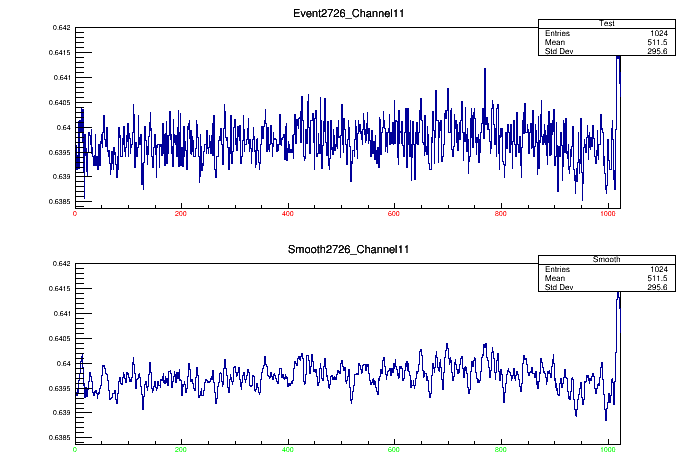 Event2726_Channel11
Test
Entries 1024
Mean 511.5
Std Dev 295.6
0.642
0.6415
0.641
0.6405
0.64
0.6395
0.639
0.6385
0 200 400 600 800 1000
Smooth2726_Channel11
Smooth
Entries 1024
Mean 511.5
Std Dev 295.6
0.642
0.6415
0.641
0.6405
0.64
0.6395
0.639
0.6385
0 200 400 600 800 1000